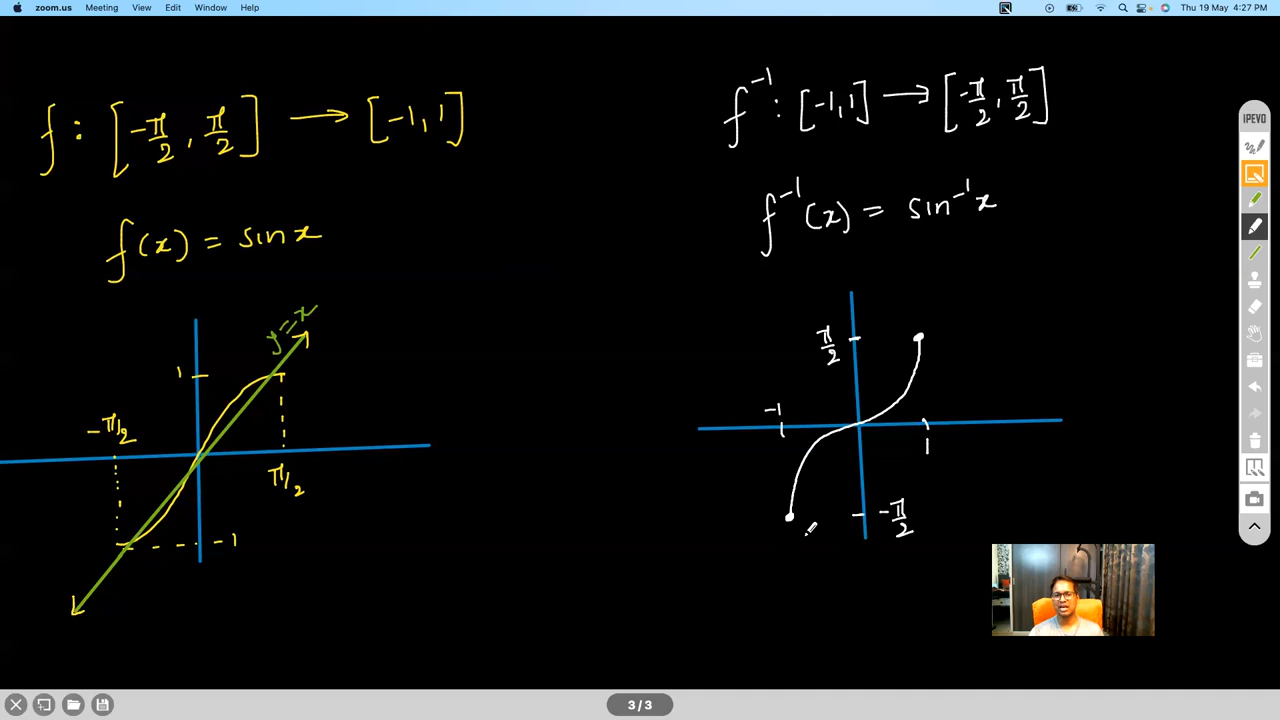 zoom.us Meeting View Edit Window Help Thu 19 May 4:27 PM
f : [-π/2, π/2] → [-1, 1]
f(x) = sin x
y=x
1
-π/2
π/2
-1
f⁻¹ : [-1, 1] → [-π/2, π/2]
f⁻¹(x) = sin⁻¹x
π/2
-1
1
-π/2
IPEVO
3/3